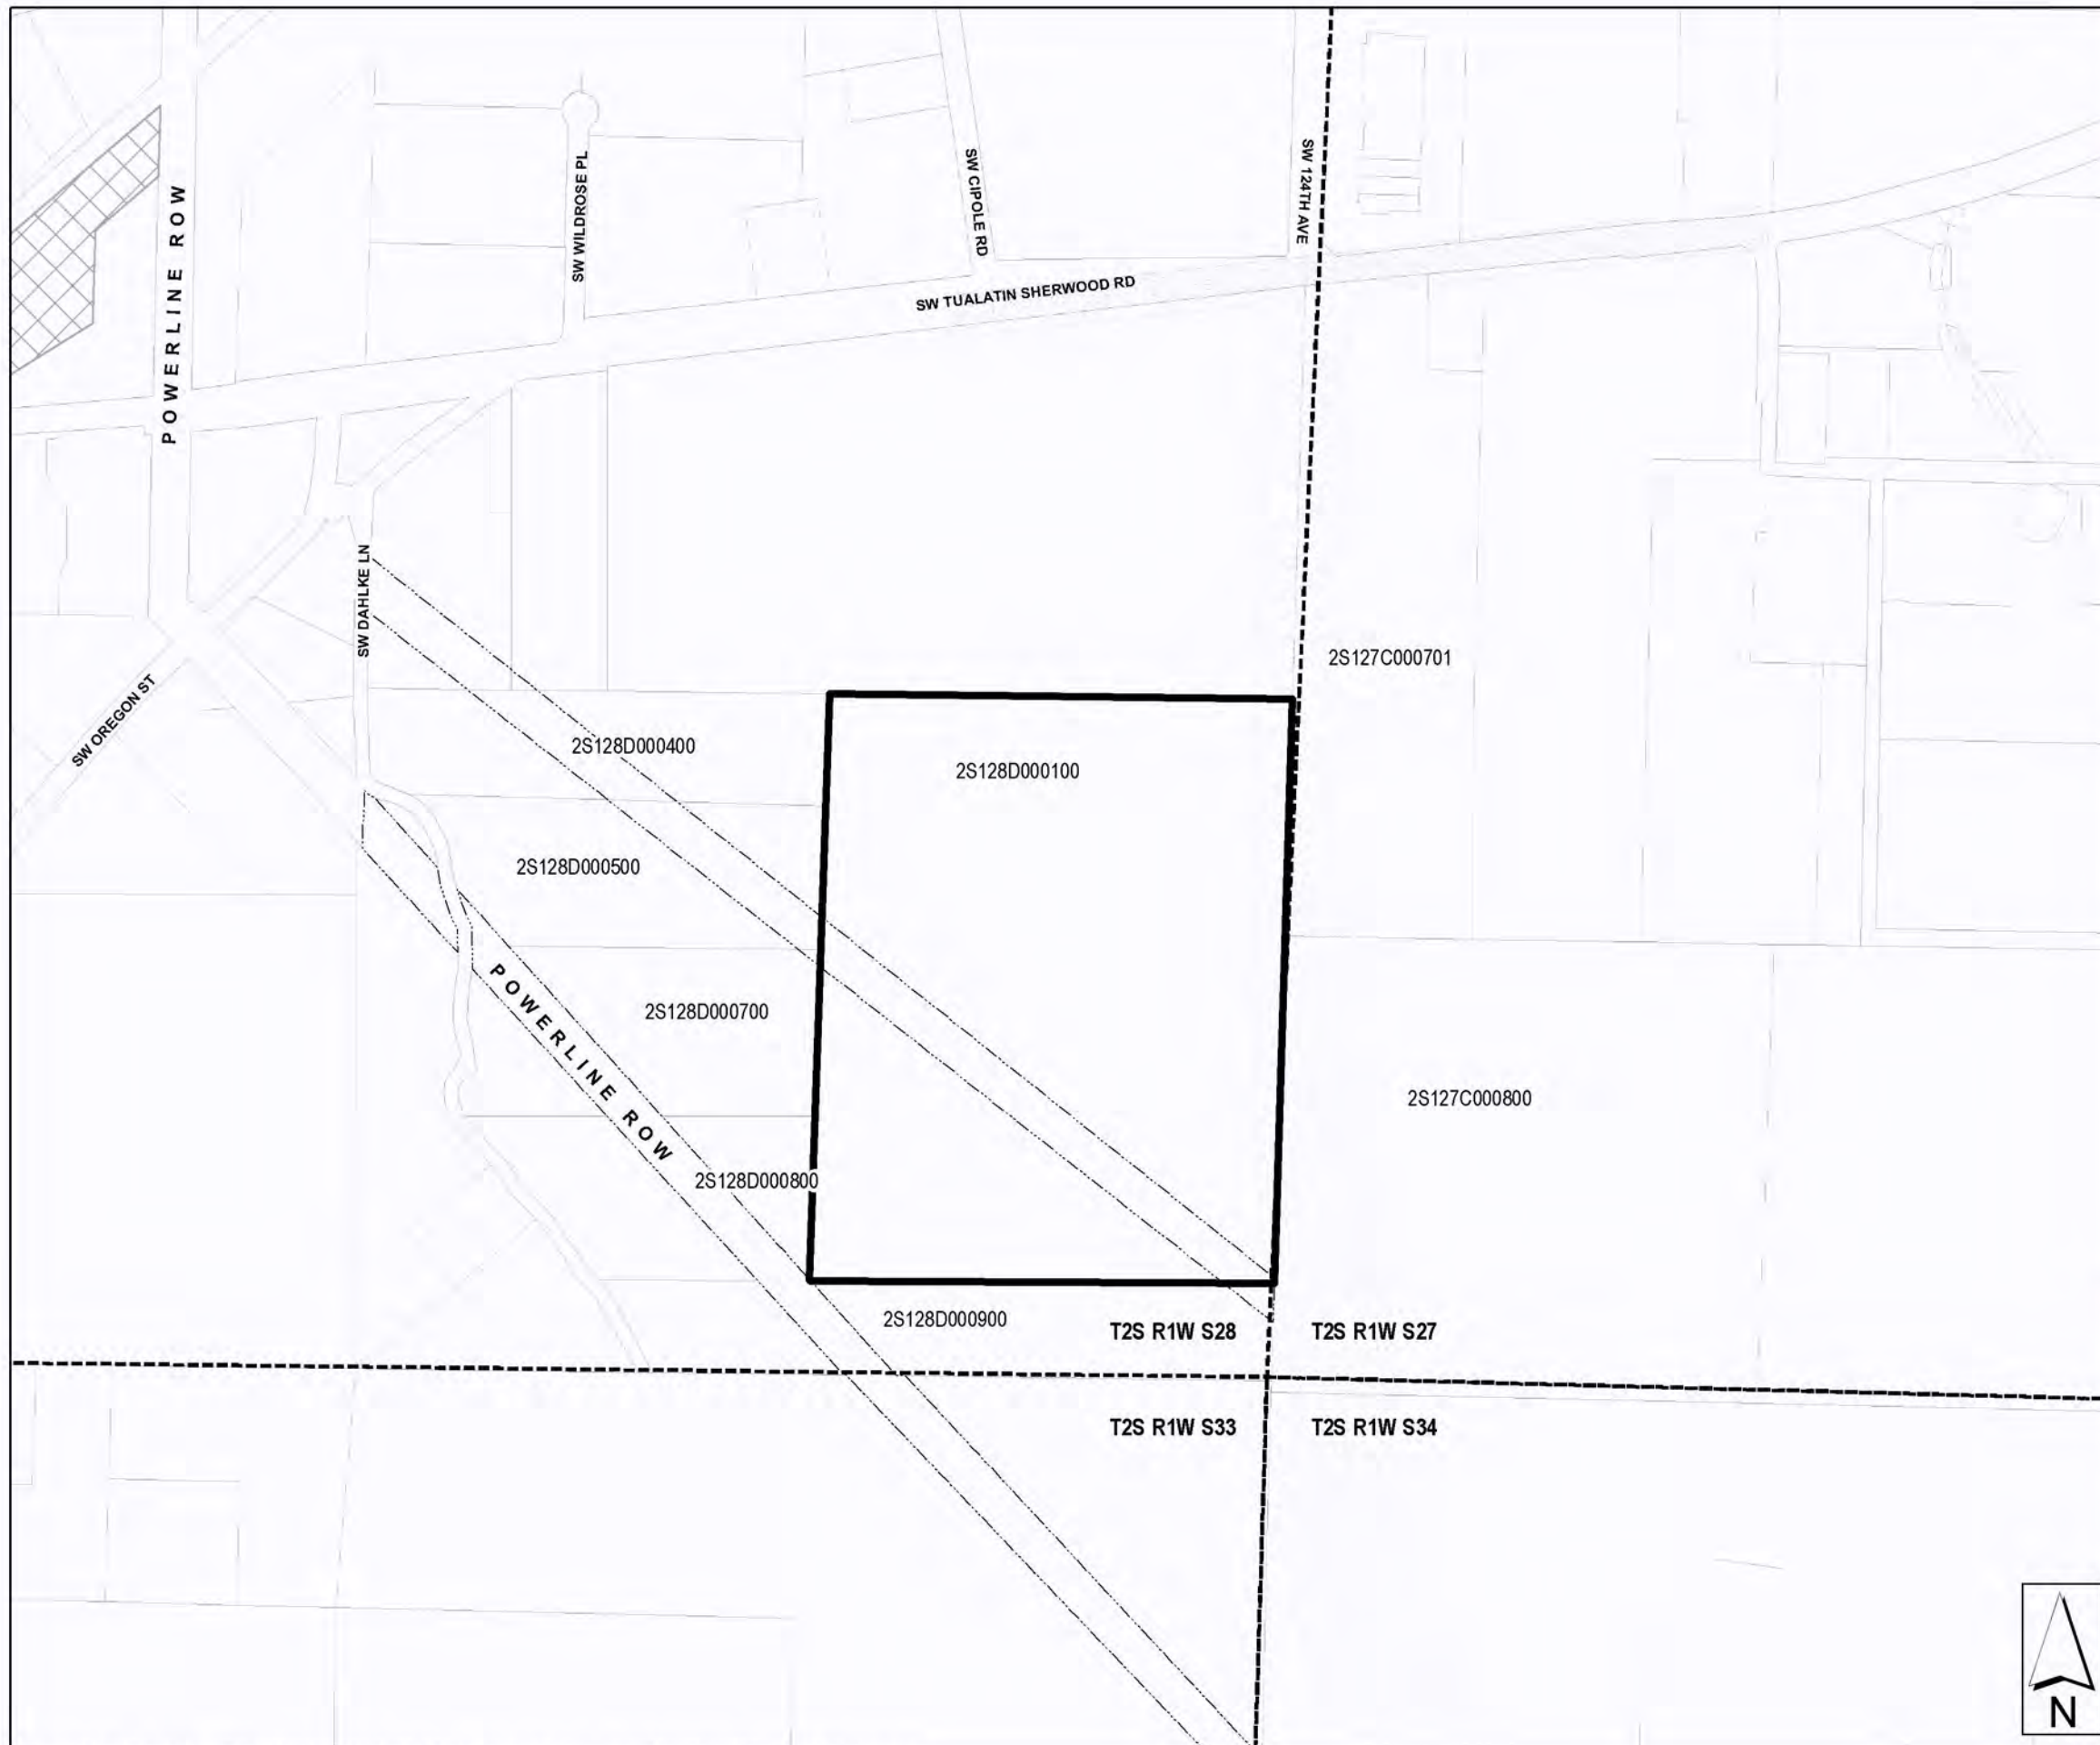 POWERLINE ROW
SW WILDROSE PL
SW CIPOLE RD
SW 124TH AVE
SW TUALATIN SHERWOOD RD
SW DAHLKE LN
SW OREGON ST
2S127C000701
2S128D000400
2S128D000100
2S128D000500
2S128D000700
POWERLINE ROW
2S127C000800
2S128D000800
2S128D000900
T2S R1W S28
T2S R1W S27
T2S R1W S33
T2S R1W S34
N